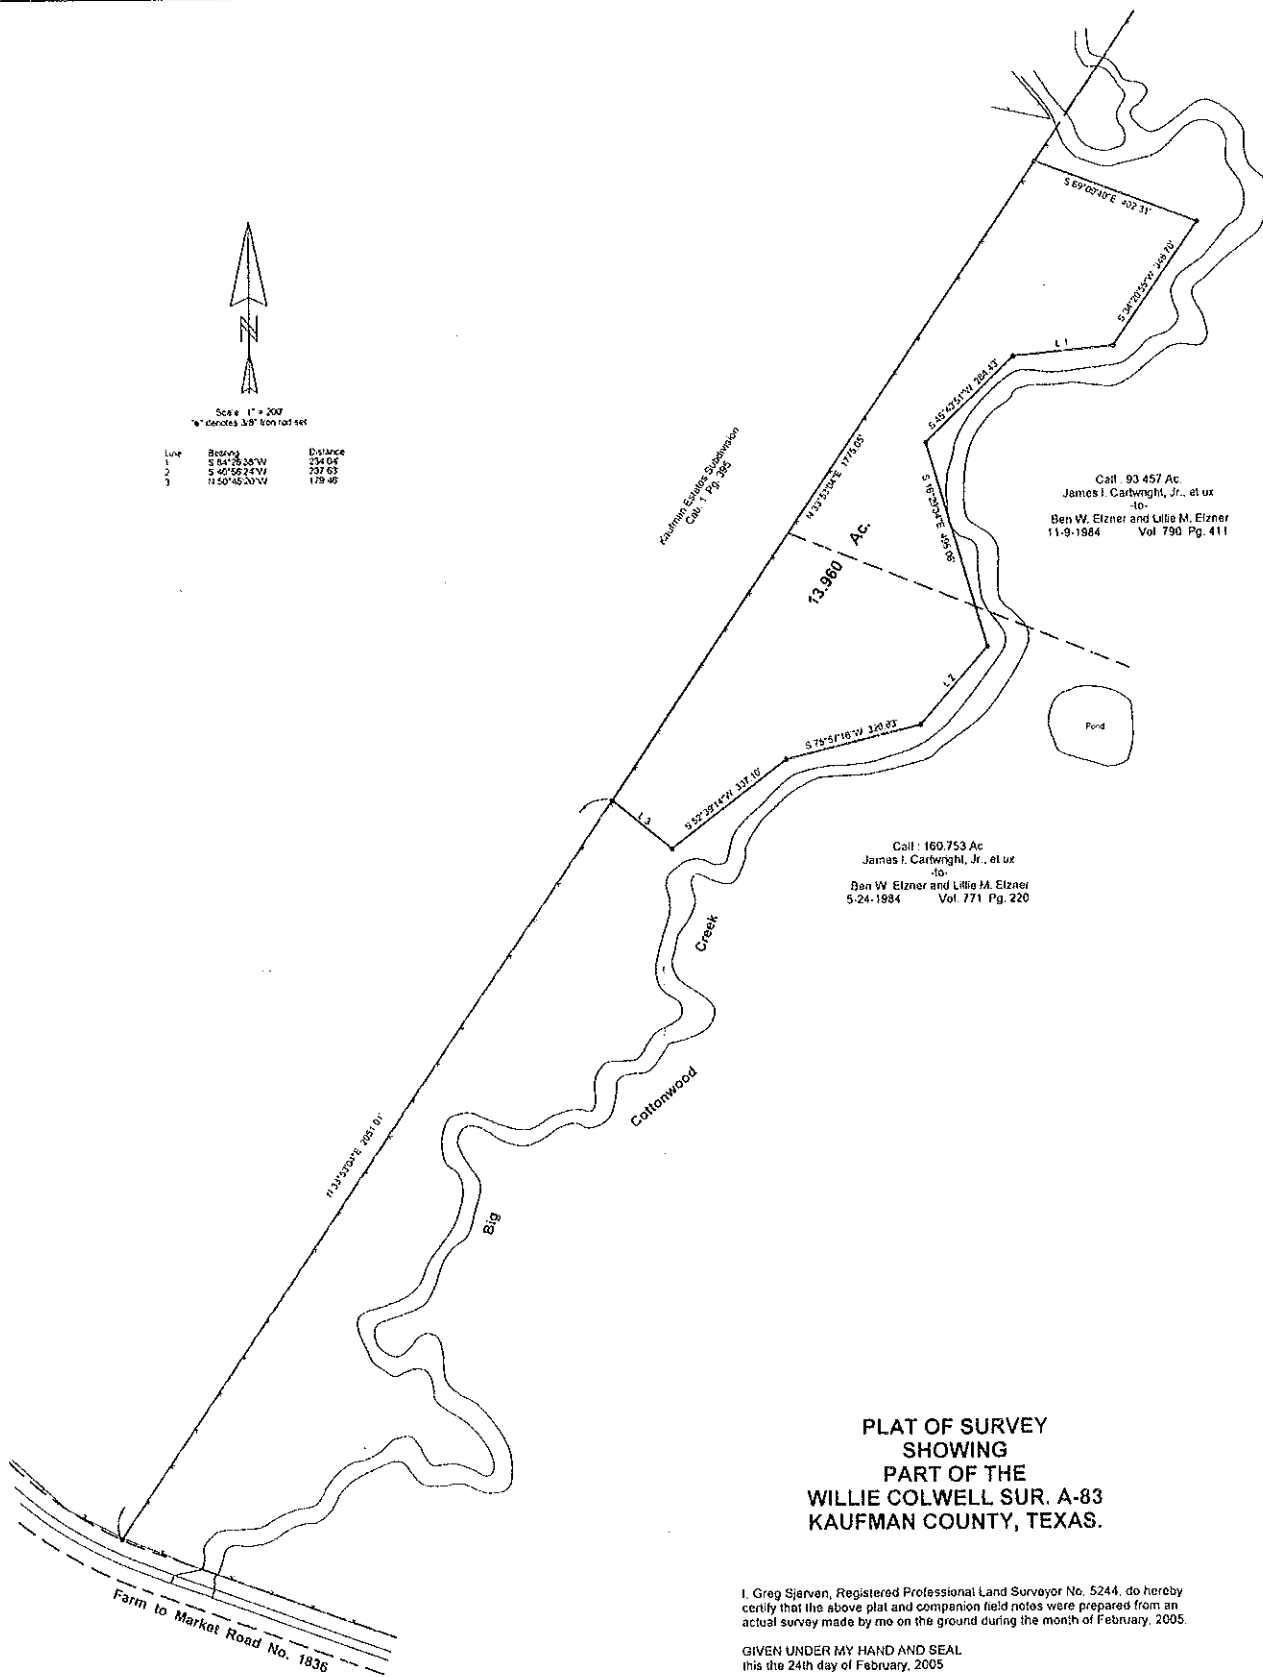 S 69°00'40"E 402.31'
S 34°20'55"W 348.70'
L 1
S 45°43'51"W 284.43'
N
Scale 1" = 200'
"•" denotes 3/8" iron rod set
Line Bearing Distance
1 S 84°26'38"W 234.04'
2 S 40°56'24"W 237.63'
3 N 50°45'20"W 179.46'
Kaufman Estates Subdivision
Cab. 1 Pg. 395
N 33°53'04"E 1775.05'
S 16°29'34"E 495.06'
Call : 93.457 Ac.
James I. Cartwright, Jr., et ux
-to-
Ben W. Elzner and Lillie M. Elzner
11-9-1984 Vol. 790 Pg. 411
13.960 Ac.
L 2
Pond
S 75°51'16"W 320.83'
S 52°39'14"W 337.10'
L 3
Call : 160.753 Ac
James I. Cartwright, Jr., et ux
-to-
Ben W. Elzner and Lillie M. Elzner
5-24-1984 Vol. 771 Pg. 220
Creek
Cottonwood
N 33°53'04"E 2051.01'
Big
PLAT OF SURVEY
SHOWING
PART OF THE
WILLIE COLWELL SUR. A-83
KAUFMAN COUNTY, TEXAS.
Farm to Market Road No. 1836
I, Greg Sjerven, Registered Professional Land Surveyor No. 5244, do hereby
certify that the above plat and companion field notes were prepared from an
actual survey made by me on the ground during the month of February, 2005.
GIVEN UNDER MY HAND AND SEAL
this the 24th day of February, 2005